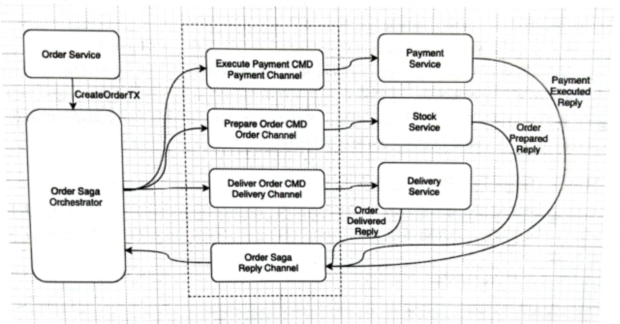 Order Service
CreateOrderTX
Order Saga
Orchestrator
Execute Payment CMD
Payment Channel
Prepare Order CMD
Order Channel
Deliver Order CMD
Delivery Channel
Order Saga
Reply Channel
Payment
Service
Stock
Service
Delivery
Service
Payment
Executed
Reply
Order
Prepared
Reply
Order
Delivered
Reply